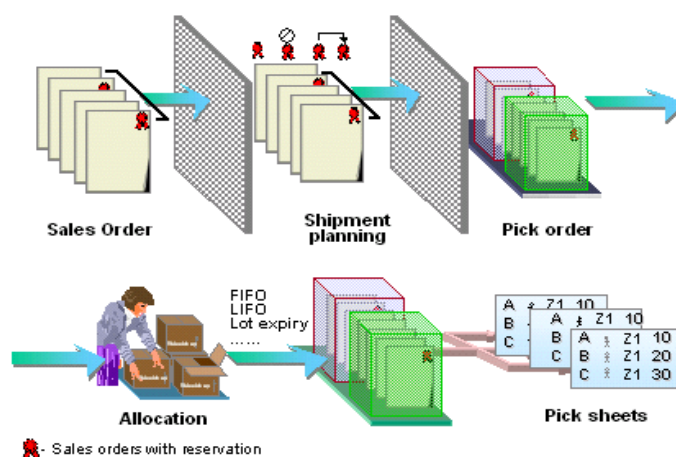 Sales Order
Shipment
planning
Pick order
FIFO
LIFO
Lot expiry
......
Allocation
A Z1 10
B
C
A Z1 10
B
C
A Z1 10
B Z1 20
C Z1 30
Pick sheets
- Sales orders with reservation